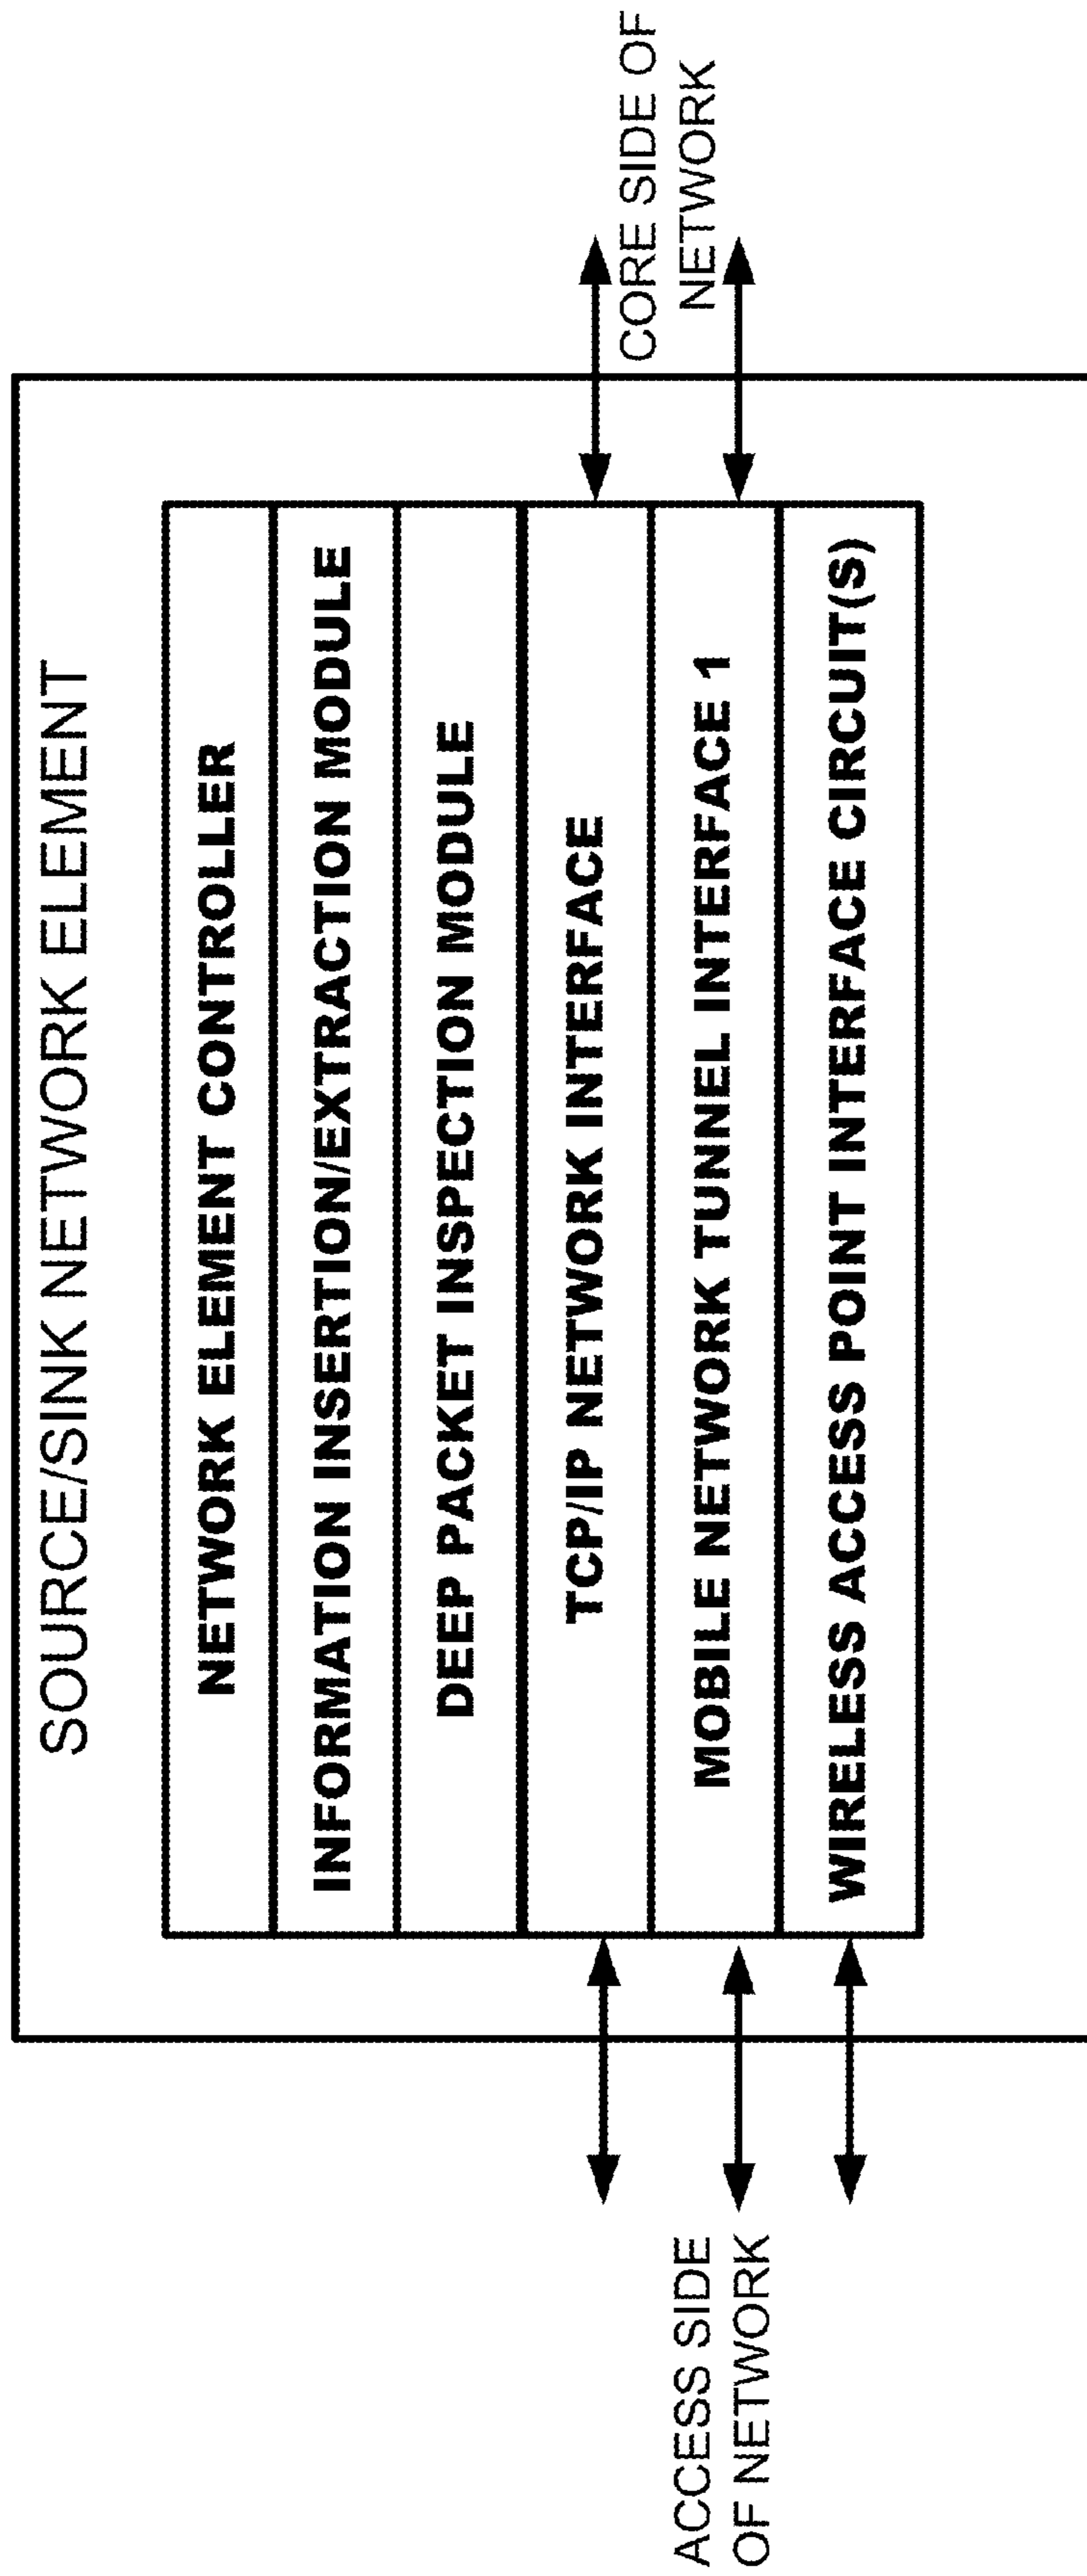 SOURCE/SINK NETWORK ELEMENT
NETWORK ELEMENT CONTROLLER
INFORMATION INSERTION/EXTRACTION MODULE
DEEP PACKET INSPECTION MODULE
TCP/IP NETWORK INTERFACE
MOBILE NETWORK TUNNEL INTERFACE 1
WIRELESS ACCESS POINT INTERFACE CIRCUIT(S)
ACCESS SIDE
OF NETWORK
CORE SIDE OF
NETWORK